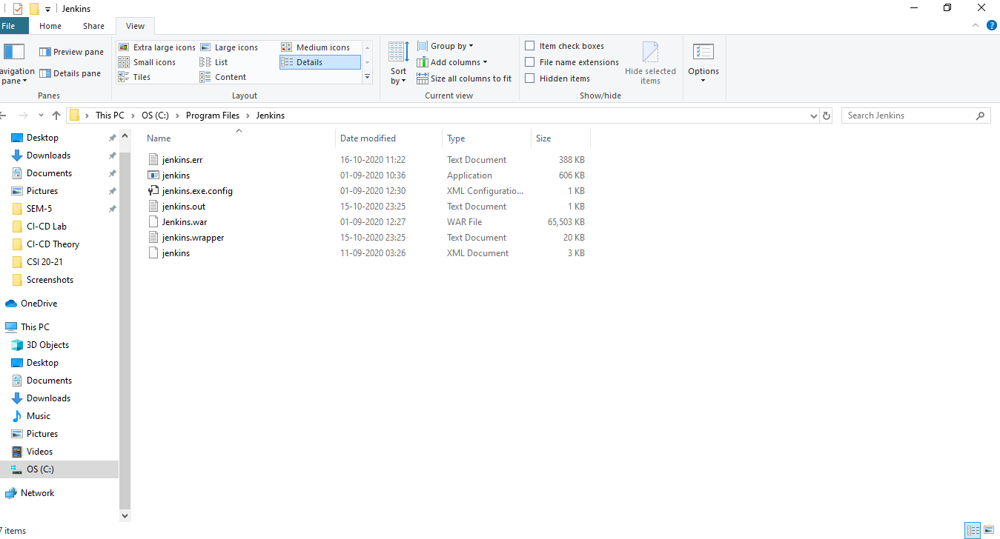 Jenkins
File Home Share View
Preview pane
Details pane
avigation
pane
Panes
Extra large icons Large icons Medium icons
Small icons List Details
Tiles Content
Layout
Sort
by
Group by
Add columns
Size all columns to fit
Current view
Item check boxes
File name extensions
Hidden items
Hide selected
items
Show/hide
Options
This PC > OS (C:) > Program Files > Jenkins
Search Jenkins
Desktop
Downloads
Documents
Pictures
SEM-5
CI-CD Lab
CI-CD Theory
CSI 20-21
Screenshots
OneDrive
This PC
3D Objects
Desktop
Documents
Downloads
Music
Pictures
Videos
OS (C:)
Network
Name Date modified Type Size
jenkins.err 16-10-2020 11:22 Text Document 388 KB
jenkins 01-09-2020 10:36 Application 606 KB
jenkins.exe.config 01-09-2020 12:30 XML Configuratio... 1 KB
jenkins.out 15-10-2020 23:25 Text Document 1 KB
Jenkins.war 01-09-2020 12:27 WAR File 65,503 KB
jenkins.wrapper 15-10-2020 23:25 Text Document 20 KB
jenkins 11-09-2020 03:26 XML Document 3 KB
7 items